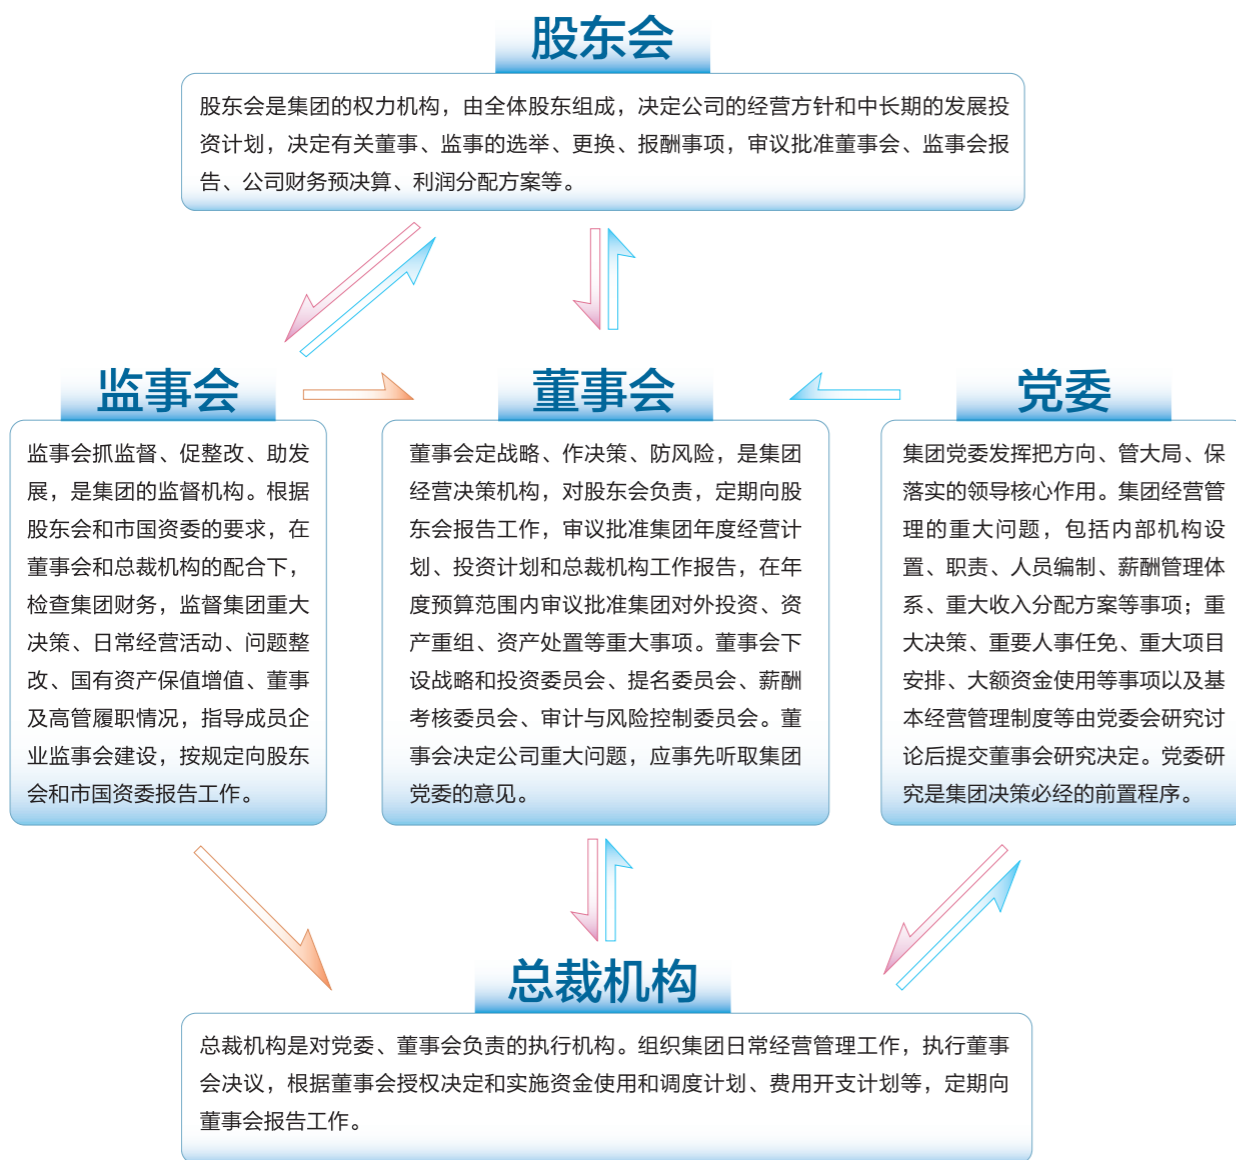 股东会
股东会是集团的权力机构，由全体股东组成，决定公司的经营方针和中长期的发展投
资计划，决定有关董事、监事的选举、更换、报酬事项，审议批准董事会、监事会报
告、公司财务预决算、利润分配方案等。
监事会
监事会抓监督、促整改、助发
展，是集团的监督机构。根据
股东会和市国资委的要求，在
董事会和总裁机构的配合下，
检查集团财务，监督集团重大
决策、日常经营活动、问题整
改、国有资产保值增值、董事
及高管履职情况，指导成员企
业监事会建设，按规定向股东
会和市国资委报告工作。
董事会
董事会定战略、作决策、防风险，是集团
经营决策机构，对股东会负责，定期向股
东会报告工作，审议批准集团年度经营计
划、投资计划和总裁机构工作报告，在年
度预算范围内审议批准集团对外投资、资
产重组、资产处置等重大事项。董事会下
设战略和投资委员会、提名委员会、薪酬
考核委员会、审计与风险控制委员会。董
事会决定公司重大问题，应事先听取集团
党委的意见。
党委
集团党委发挥把方向、管大局、保
落实的领导核心作用。集团经营管
理的重大问题，包括内部机构设
置、职责、人员编制、薪酬管理体
系、重大收入分配方案等事项；重
大决策、重要人事任免、重大项目
安排、大额资金使用等事项以及基
本经营管理制度等由党委会研究讨
论后提交董事会研究决定。党委研
究是集团决策必经的前置程序。
总裁机构
总裁机构是对党委、董事会负责的执行机构。组织集团日常经营管理工作，执行董事
会决议，根据董事会授权决定和实施资金使用和调度计划、费用开支计划等，定期向
董事会报告工作。